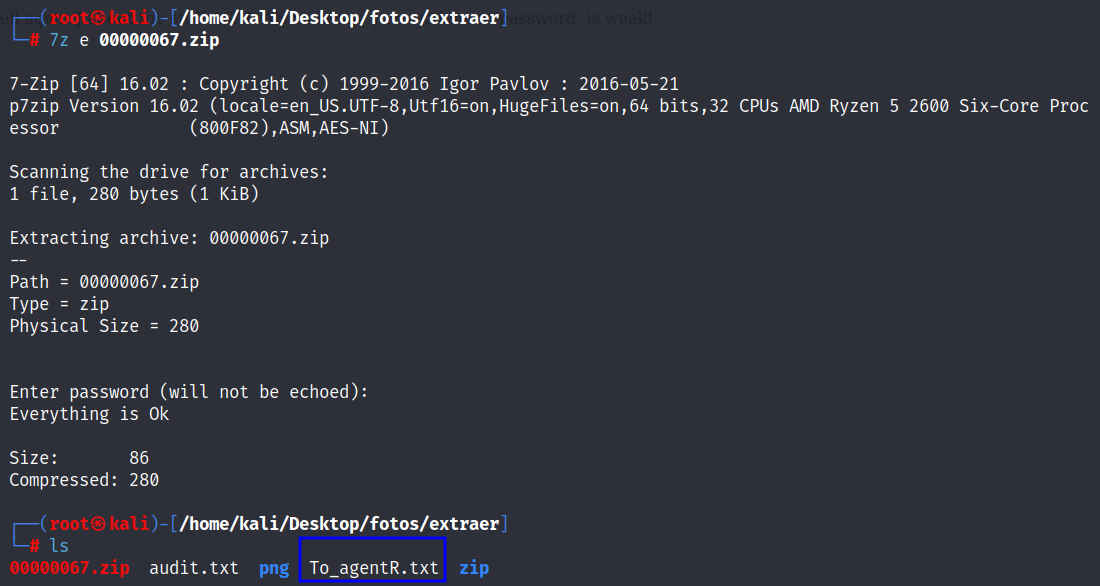 ┌──(root㉿kali)-[/home/kali/Desktop/fotos/extraer]
assword, is weak!
└─# 7z e 00000067.zip
7-Zip [64] 16.02 : Copyright (c) 1999-2016 Igor Pavlov : 2016-05-21
p7zip Version 16.02 (locale=en_US.UTF-8,Utf16=on,HugeFiles=on,64 bits,32 CPUs AMD Ryzen 5 2600 Six-Core Proc
essor             (800F82),ASM,AES-NI)
Scanning the drive for archives:
1 file, 280 bytes (1 KiB)
Extracting archive: 00000067.zip
--
Path = 00000067.zip
Type = zip
Physical Size = 280
Enter password (will not be echoed):
Everything is Ok
Size:       86
Compressed: 280
┌──(root㉿kali)-[/home/kali/Desktop/fotos/extraer]
└─# ls
00000067.zip  audit.txt  png  To_agentR.txt  zip